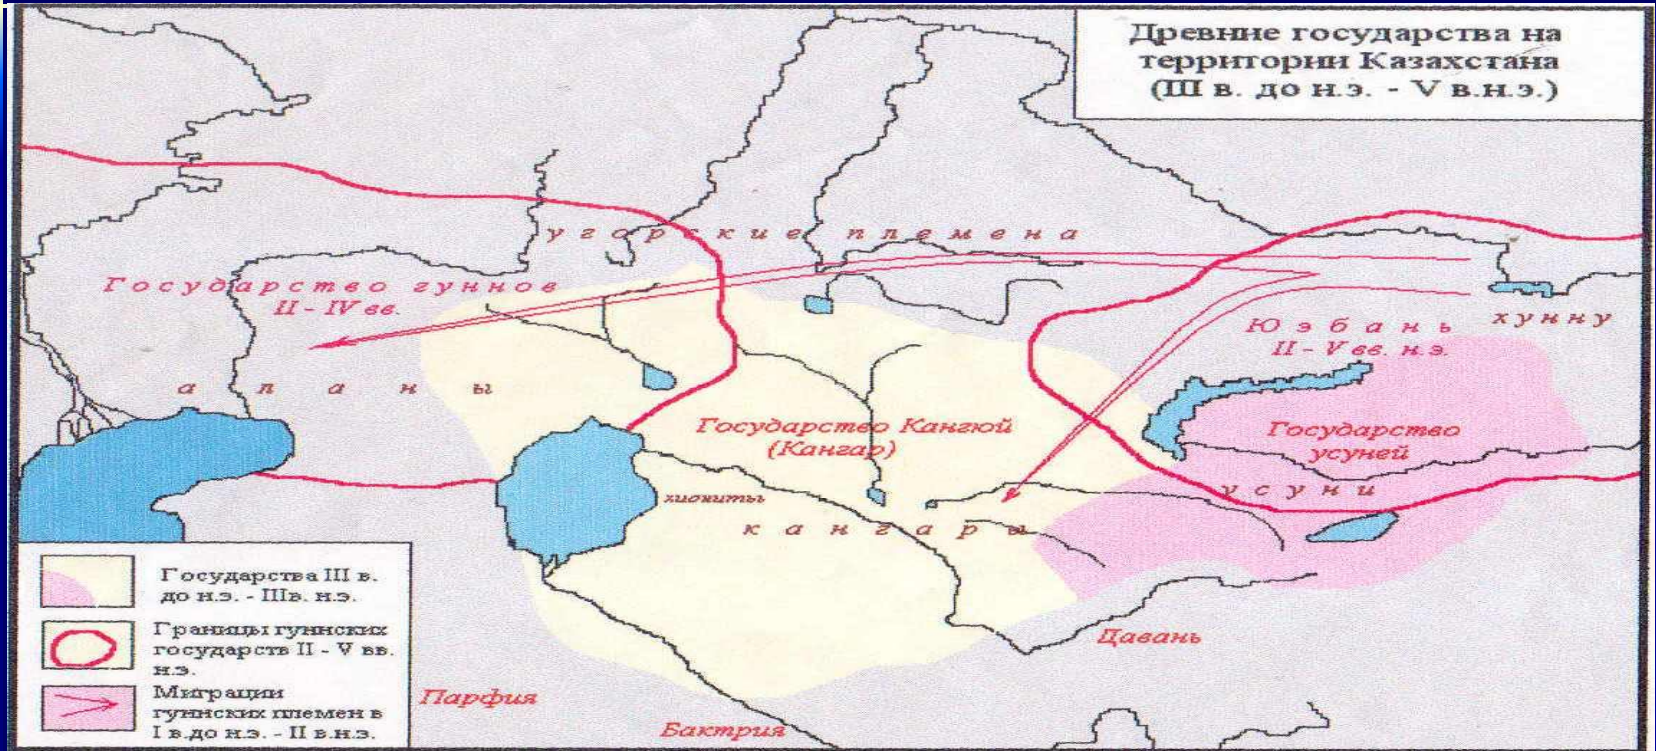 Древние государства на
территории Казахстана
(III в. до н.э. - V в.н.э.)
угорские племена
Государство гуннов
II - IV вв.
хунну
Юэбань
II - V вв. н.э.
аланы
Государство Кангюй
(Кангар)
Государство
усуней
усуни
хиониты
кангары
Давань
Парфия
Бактрия
Государства III в.
до н.э. - IIIв. н.э.
Границы гуннских
государств II - V вв.
н.э.
Миграции
гуннских племен в
I в.до н.э. - II в.н.э.